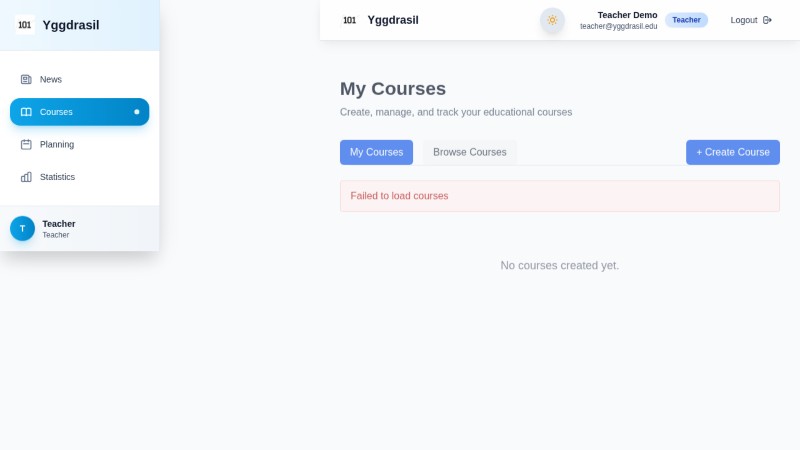 101 Yggdrasil
News
Courses
Planning
Statistics
T
Teacher
Teacher
101 Yggdrasil
Teacher Demo
teacher@yggdrasil.edu
Teacher
Logout
My Courses
Create, manage, and track your educational courses
My Courses
Browse Courses
+ Create Course
Failed to load courses
No courses created yet.